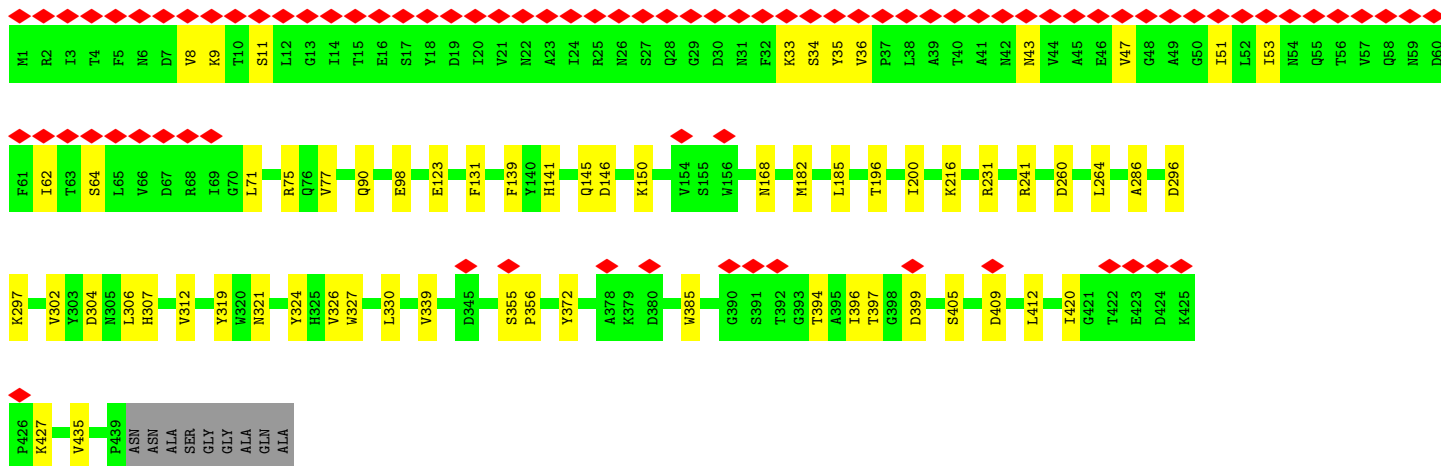 M1 R2 I3 T4 F5 N6 D7 V8 K9 T10 S11 L12 G13 I14 T15 E16 S17 Y18 D19 I20 V21 N22 A23 I24 R25 N26 S27 Q28 G29 D30 N31 F32 K33 S34 Y35 V36 P37 L38 A39 T40 A41 N42 N43 V44 A45 E46 V47 G48 A49 G50 I51 L52 I53 N54 Q55 T56 V57 Q58 N59 D60
F61 I62 T63 S64 L65 V66 D67 R68 I69 G70 L71 R75 Q76 V77 Q90 E98 E123 F131 F139 Y140 H141 Q145 D146 K150 V154 S155 W156 N168 M182 L185 T196 I200 K216 R231 R241 D260 L264 A286 D296
K297 V302 Y303 D304 N305 L306 H307 V312 Y319 W320 N321 Y324 H325 V326 W327 L330 V339 D345 S355 P356 Y372 A378 K379 D380 W385 G390 S391 T392 G393 T394 A395 I396 T397 G398 D399 S405 D409 L412 I420 G421 T422 E423 D424 K425
P426 K427 V435 P439 ASN ASN ALA SER GLY GLY ALA GLN ALA